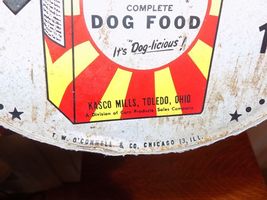 COMPLETE
DOG FOOD
It's "Dog-licious"!
KASCO MILLS, TOLEDO, OHIO
A Division of Corn Products Sales Company
T. W. O'CONNELL & CO. CHICAGO 13, ILL.